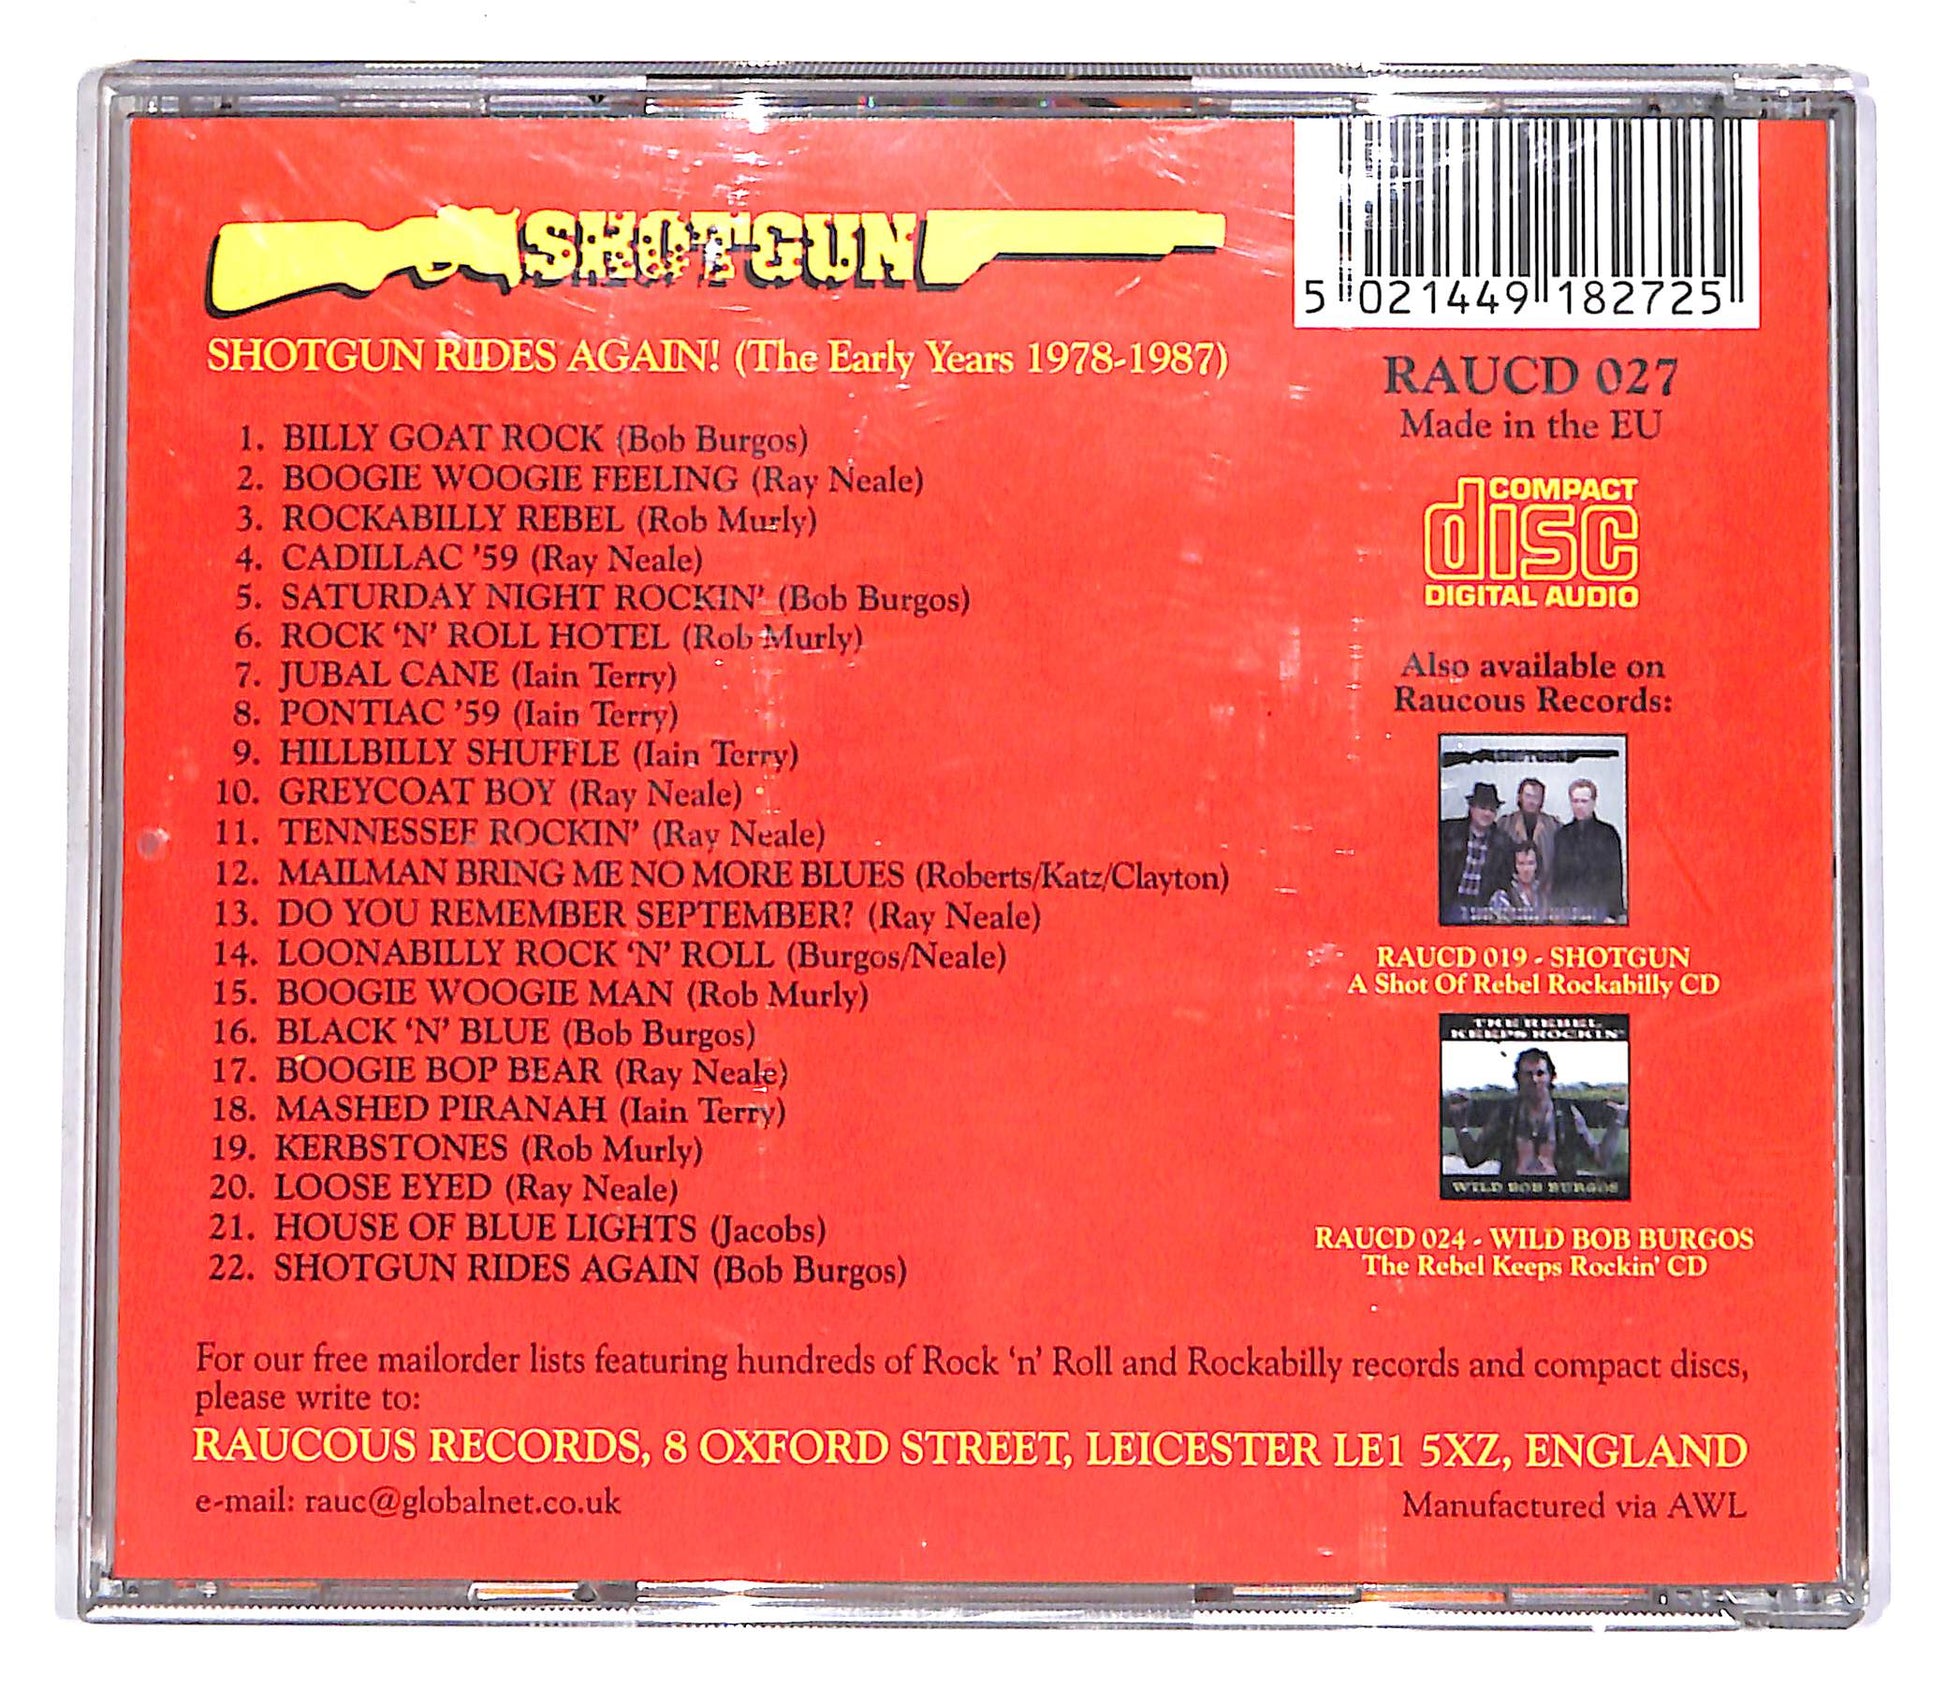 SHOTGUN
SHOTGUN RIDES AGAIN! (The Early Years 1978-1987)
1. BILLY GOAT ROCK (Bob Burgos)
2. BOOGIE WOOGIE FEELING (Ray Neale)
3. ROCKABILLY REBEL (Rob Murly)
4. CADILLAC '59 (Ray Neale)
5. SATURDAY NIGHT ROCKIN' (Bob Burgos)
6. ROCK 'N' ROLL HOTEL (Rob Murly)
7. JUBAL CANE (Iain Terry)
8. PONTIAC '59 (Iain Terry)
9. HILLBILLY SHUFFLE (Iain Terry)
10. GREYCOAT BOY (Ray Neale)
11. TENNESSEE ROCKIN' (Ray Neale)
12. MAILMAN BRING ME NO MORE BLUES (Roberts/Katz/Clayton)
13. DO YOU REMEMBER SEPTEMBER? (Ray Neale)
14. LOONABILLY ROCK 'N' ROLL (Burgos/Neale)
15. BOOGIE WOOGIE MAN (Rob Murly)
16. BLACK 'N' BLUE (Bob Burgos)
17. BOOGIE BOP BEAR (Ray Neale)
18. MASHED PIRANAH (Iain Terry)
19. KERBSTONES (Rob Murly)
20. LOOSE EYED (Ray Neale)
21. HOUSE OF BLUE LIGHTS (Jacobs)
22. SHOTGUN RIDES AGAIN (Bob Burgos)
5 021449 182725
RAUCD 027
Made in the EU
COMPACT
disc
DIGITAL AUDIO
Also available on
Raucous Records:
SHOTGUN
RAUCD 019 - SHOTGUN
A Shot Of Rebel Rockabilly CD
THE REBEL
KEEPS ROCKIN'
WILD BOB BURGOS
RAUCD 024 - WILD BOB BURGOS
The Rebel Keeps Rockin' CD
For our free mailorder lists featuring hundreds of Rock 'n' Roll and Rockabilly records and compact discs,
please write to:
RAUCOUS RECORDS, 8 OXFORD STREET, LEICESTER LE1 5XZ, ENGLAND
e-mail: rauc@globalnet.co.uk
Manufactured via AWL